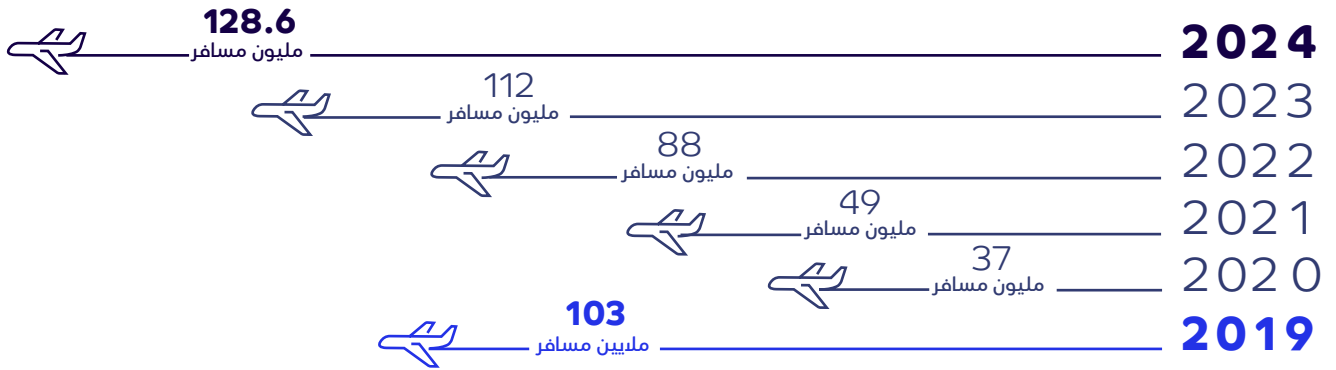 2024
128.6
مليون مسافر
2023
112
مليون مسافر
2022
88
مليون مسافر
2021
49
مليون مسافر
2020
37
مليون مسافر
2019
103
ملايين مسافر